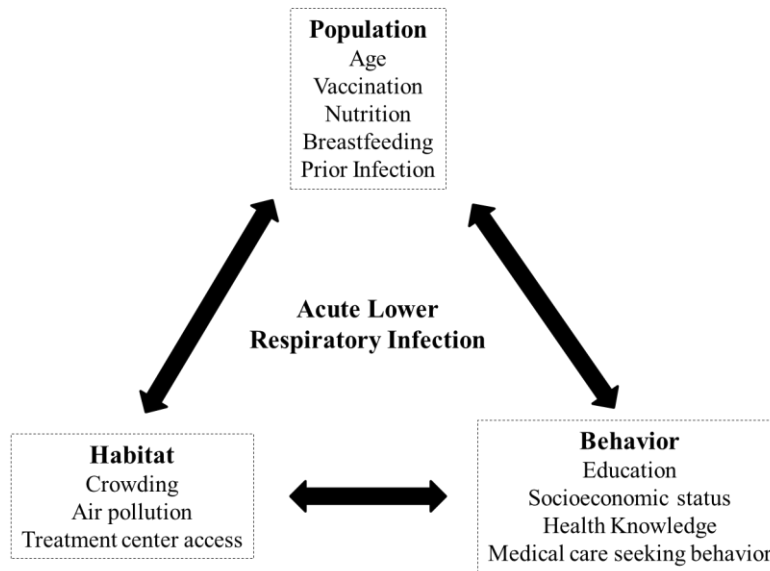 Population
Age
Vaccination
Nutrition
Breastfeeding
Prior Infection
Acute Lower
Respiratory Infection
Habitat
Crowding
Air pollution
Treatment center access
Behavior
Education
Socioeconomic status
Health Knowledge
Medical care seeking behavior